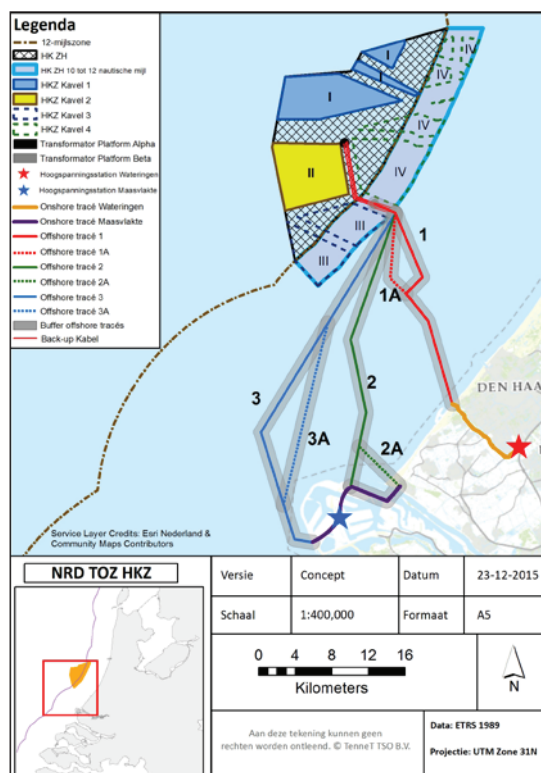 Legenda
12-mijlszone
HK ZH
HK ZH 10 tot 12 nautische mijl
HKZ Kavel 1
HKZ Kavel 2
HKZ Kavel 3
HKZ Kavel 4
Transformator Platform Alpha
Transformator Platform Beta
Hoogspanningsstation Wateringen
Hoogspanningsstation Maasvlakte
Onshore tracé Wateringen
Onshore tracé Maasvlakte
Offshore tracé 1
Offshore tracé 1A
Offshore tracé 2
Offshore tracé 2A
Offshore tracé 3
Offshore tracé 3A
Buffer offshore tracés
Back-up Kabel
I
I
I
IV
IV
IV
IV
II
III
III
1
1A
2
3
3A
2A
DEN HAA
Service Layer Credits: Esri Nederland &
Community Maps Contributors
NRD TOZ HKZ
Versie
Concept
Datum
23-12-2015
Schaal
1:400,000
Formaat
A5
0 4 8 12 16
Kilometers
N
Aan deze tekening kunnen geen
rechten worden ontleend. © TenneT TSO B.V.
Data: ETRS 1989
Projectie: UTM Zone 31N